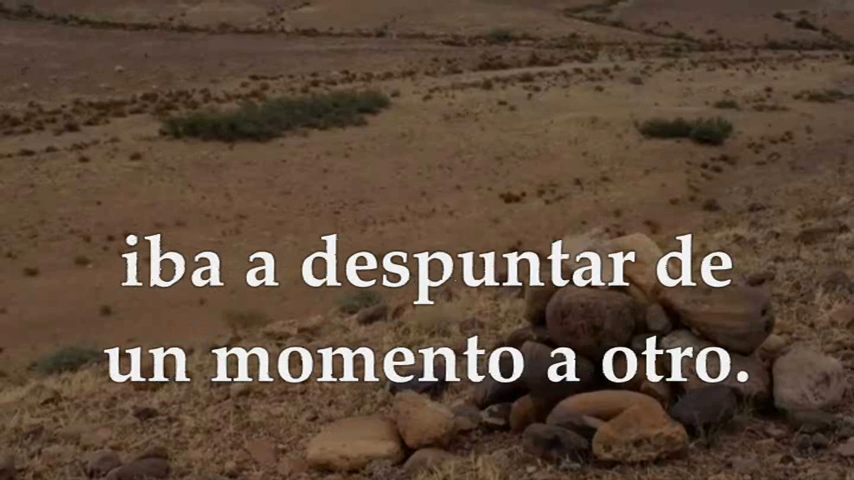 iba a despuntar de
un momento a otro.